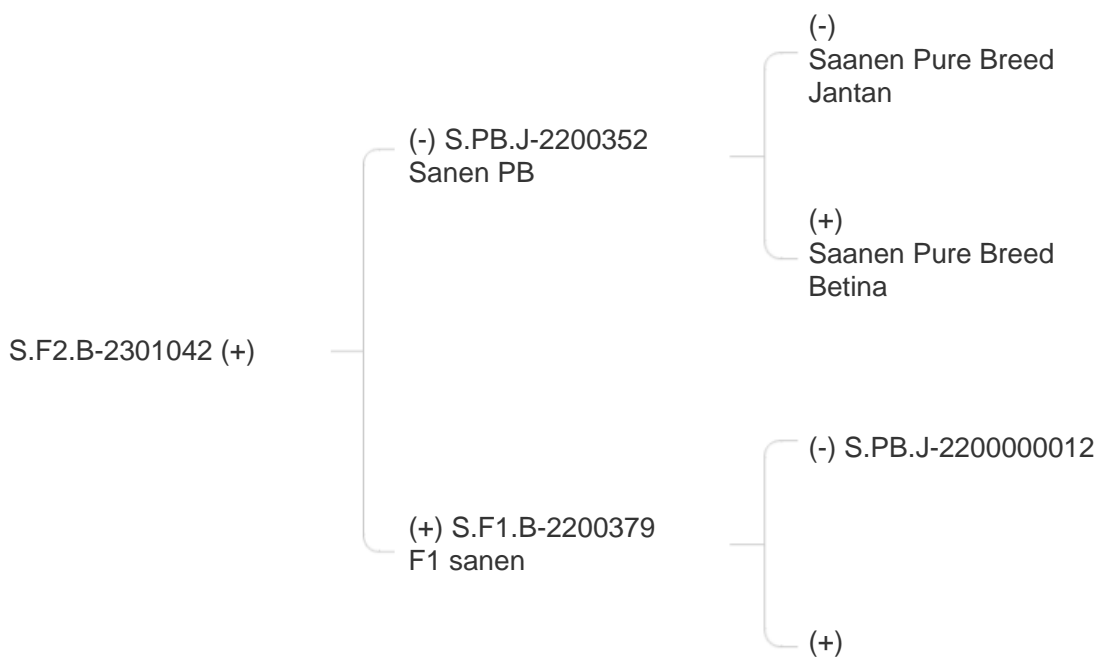 (-)
Saanen Pure Breed
Jantan
(-) S.PB.J-2200352
Sanen PB
(+)
Saanen Pure Breed
Betina
S.F2.B-2301042 (+)
(-) S.PB.J-2200000012
(+) S.F1.B-2200379
F1 sanen
(+)